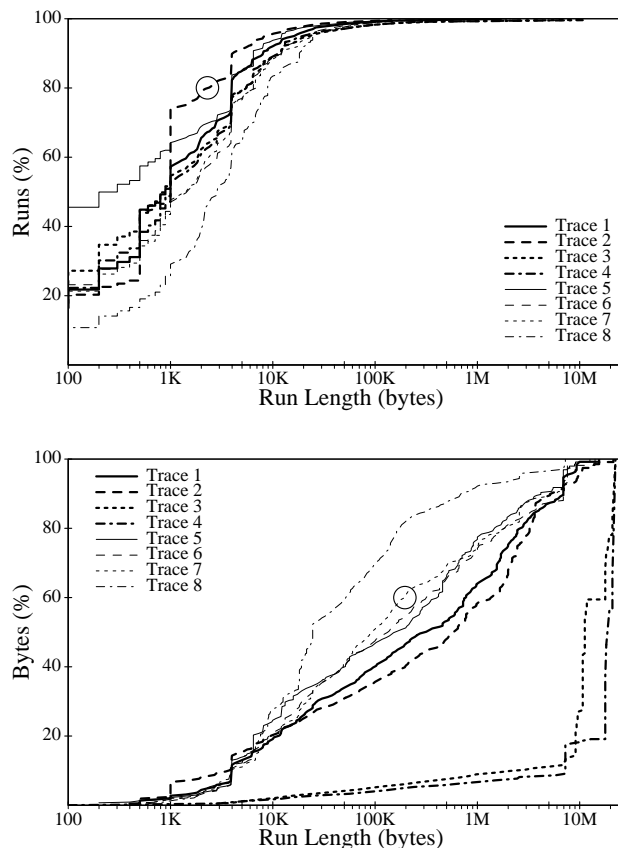 100
80
60
40
20
Runs (%)
Trace 1
Trace 2
Trace 3
Trace 4
Trace 5
Trace 6
Trace 7
Trace 8
100 1K 10K 100K 1M 10M
Run Length (bytes)
100
80
60
40
20
Bytes (%)
Trace 1
Trace 2
Trace 3
Trace 4
Trace 5
Trace 6
Trace 7
Trace 8
100 1K 10K 100K 1M 10M
Run Length (bytes)